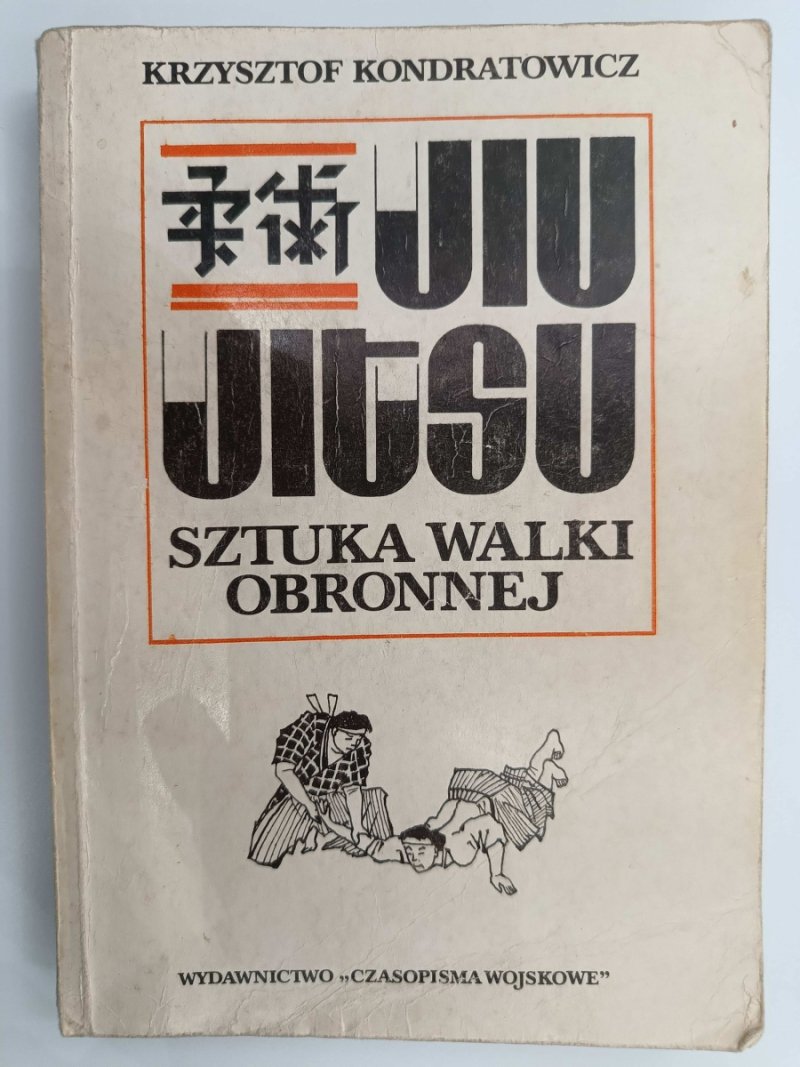 KRZYSZTOF KONDRATOWICZ
柔術 JIU
JITSU
SZTUKA WALKI
OBRONNEJ
WYDAWNICTWO „CZASOPISMA WOJSKOWE”